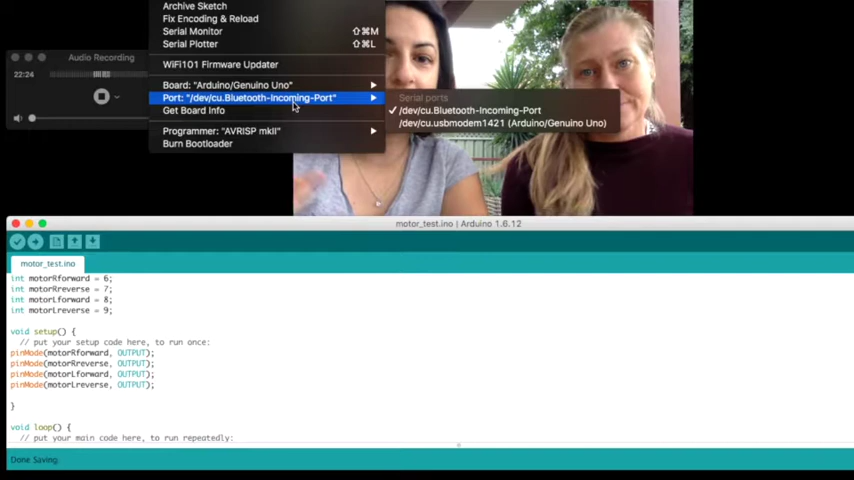 Archive Sketch
Fix Encoding & Reload
Serial Monitor ⇧⌘M
Serial Plotter ⇧⌘L
WiFi101 Firmware Updater
Board: "Arduino/Genuino Uno"
Port: "/dev/cu.Bluetooth-Incoming-Port"
Get Board Info
Programmer: "AVRISP mkII"
Burn Bootloader
Serial ports
✓ /dev/cu.Bluetooth-Incoming-Port
/dev/cu.usbmodem1421 (Arduino/Genuino Uno)
Audio Recording
22:24
motor_test.ino | Arduino 1.6.12
motor_test.ino
int motorRforward = 6;
int motorRreverse = 7;
int motorLforward = 8;
int motorLreverse = 9;
void setup() {
// put your setup code here, to run once:
pinMode(motorRforward, OUTPUT);
pinMode(motorRreverse, OUTPUT);
pinMode(motorLforward, OUTPUT);
pinMode(motorLreverse, OUTPUT);
}
void loop() {
// put your main code here, to run repeatedly:
Done Saving.